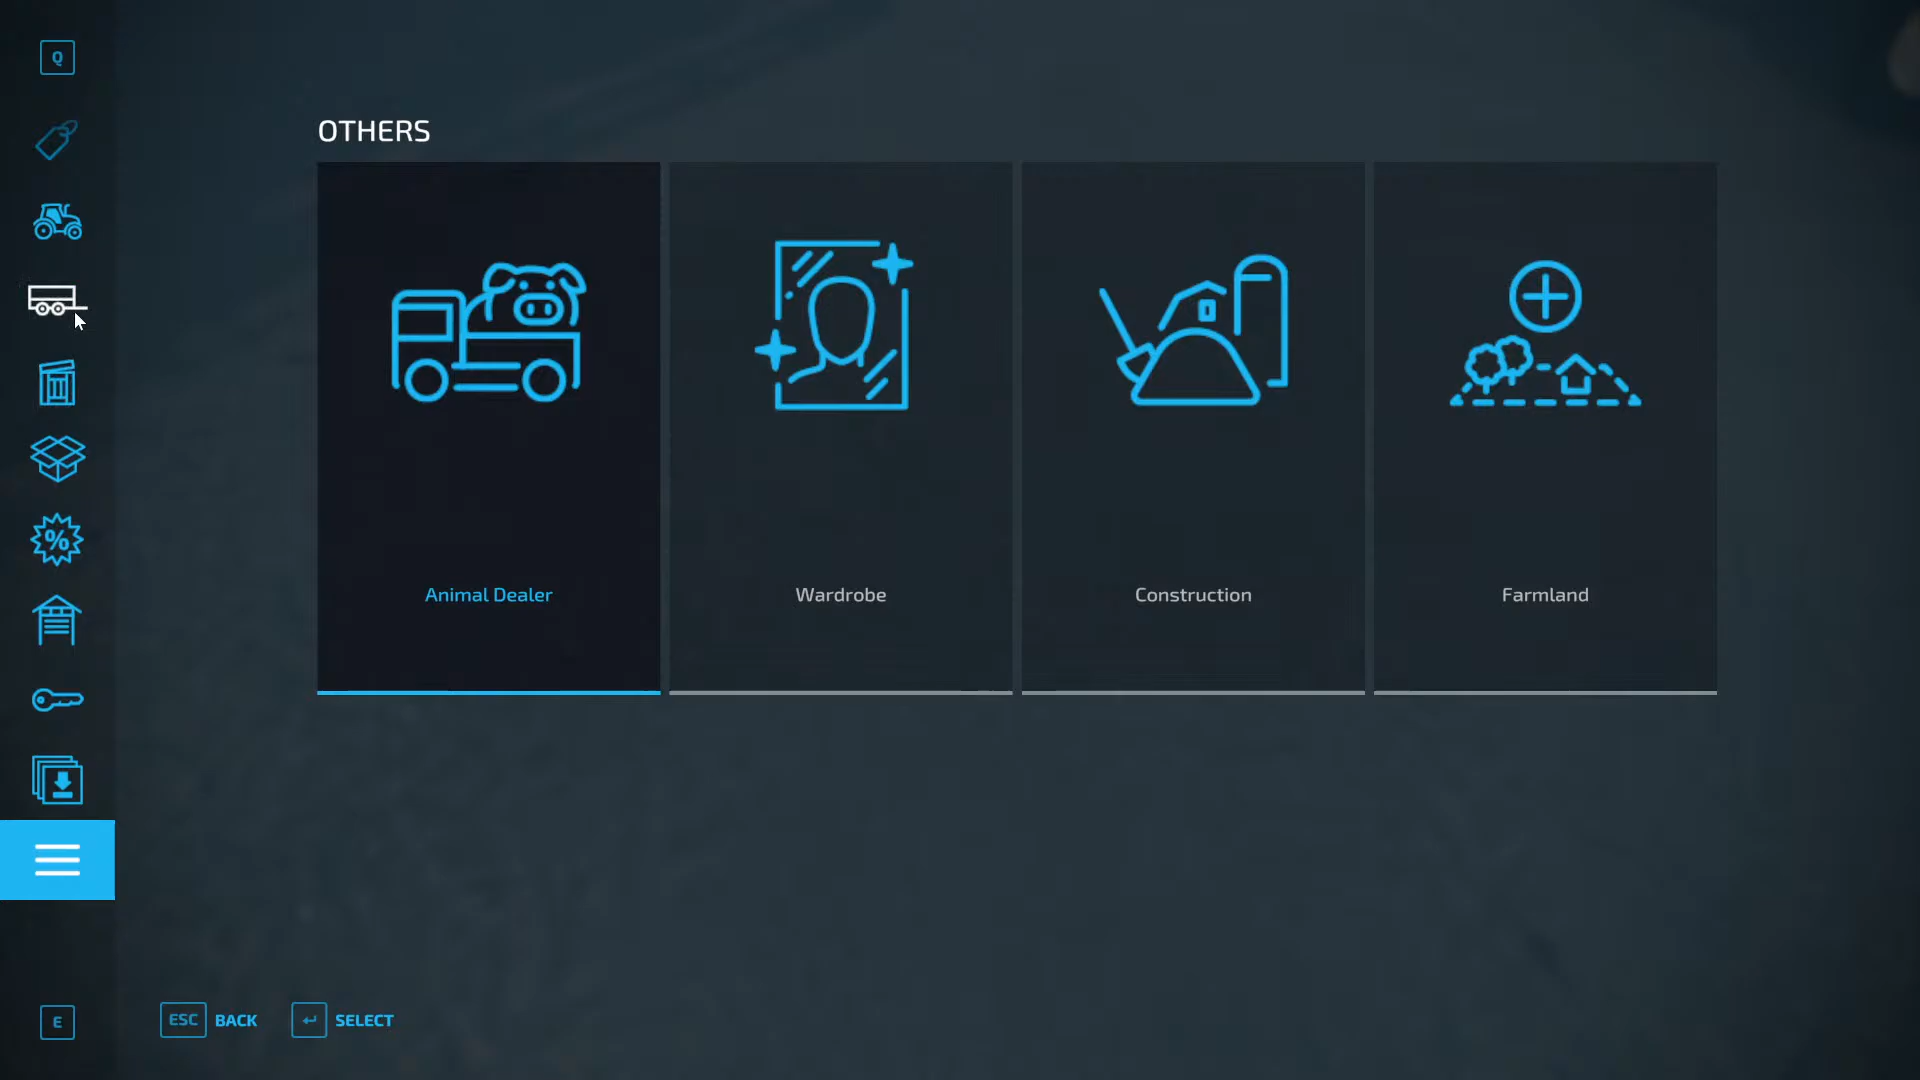 Q
OTHERS
%
Animal Dealer
Wardrobe
Construction
Farmland
E
ESC BACK
SELECT